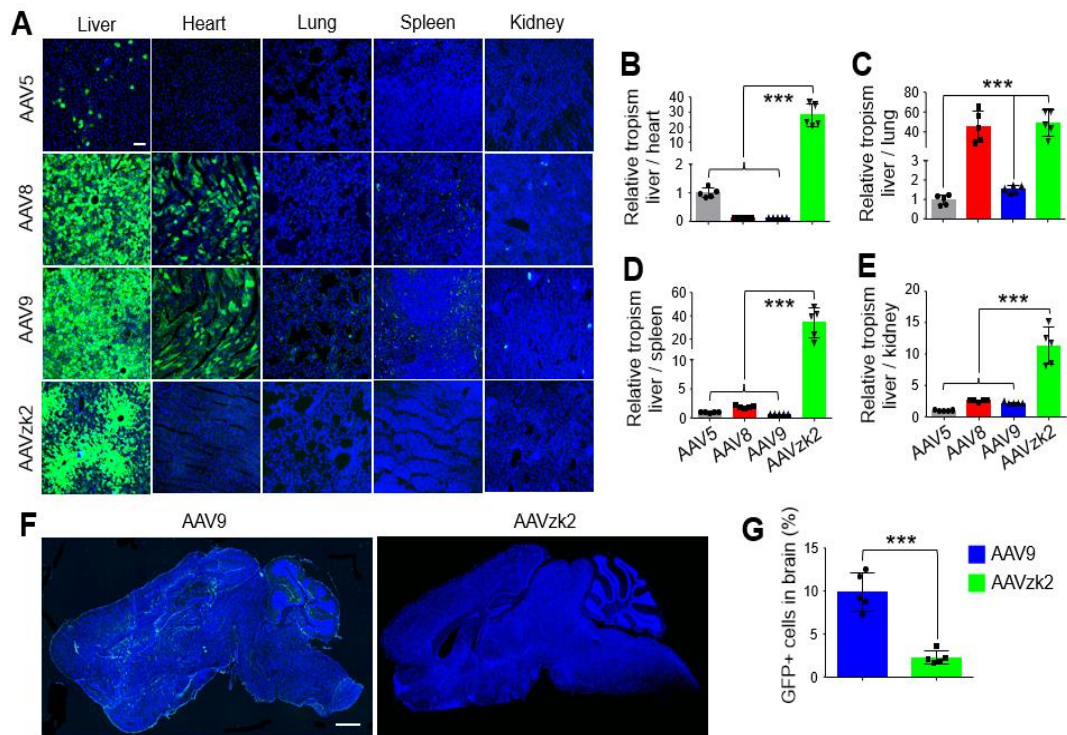 A
Liver Heart Lung Spleen Kidney
AAV5
AAV8
AAV9
AAVzk2
B
Relative tropism
liver / heart
40
30
20
10
2
1
0
***
C
Relative tropism
liver / lung
80
60
40
20
3
2
1
0
***
D
Relative tropism
liver / spleen
60
40
20
10
5
0
***
AAV5 AAV8 AAV9 AAVzk2
E
Relative tropism
liver / kidney
20
15
10
5
0
***
AAV5 AAV8 AAV9 AAVzk2
F
AAV9 AAVzk2
G
GFP+ cells in brain (%)
15
10
5
0
***
AAV9
AAVzk2